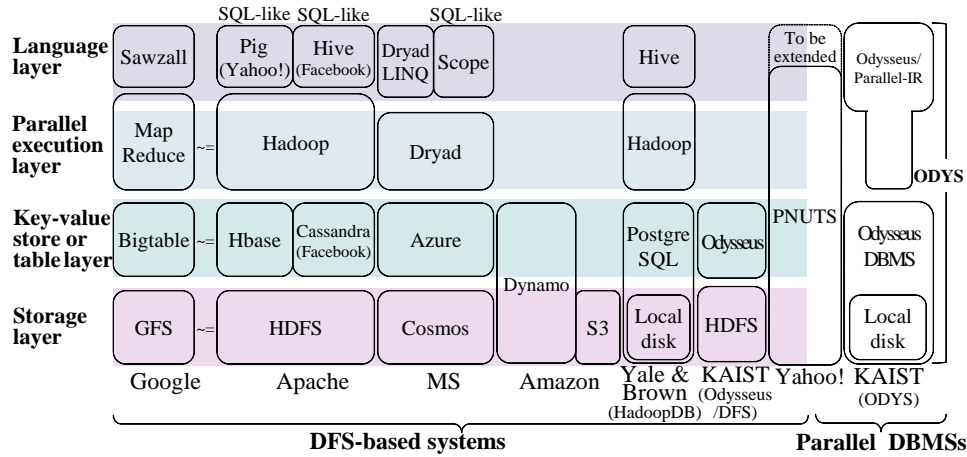 SQL-like SQL-like SQL-like
Language
layer
Sawzall
Pig
(Yahoo!)
Hive
(Facebook)
Dryad
LINQ
Scope
Hive
To be
extended
Odysseus/
Parallel-IR
Parallel
execution
layer
Map
Reduce
~=
Hadoop
Dryad
Hadoop
ODYS
Key-value
store or
table layer
Bigtable
~=
Hbase
Cassandra
(Facebook)
Azure
Dynamo
Postgre
SQL
Odysseus
PNUTS
Odysseus
DBMS
Storage
layer
GFS
~=
HDFS
Cosmos
S3
Local
disk
HDFS
Local
disk
Google
Apache
MS
Amazon
Yale &
Brown
(HadoopDB)
KAIST
(Odysseus
/DFS)
Yahoo!
KAIST
(ODYS)
DFS-based systems
Parallel DBMSs